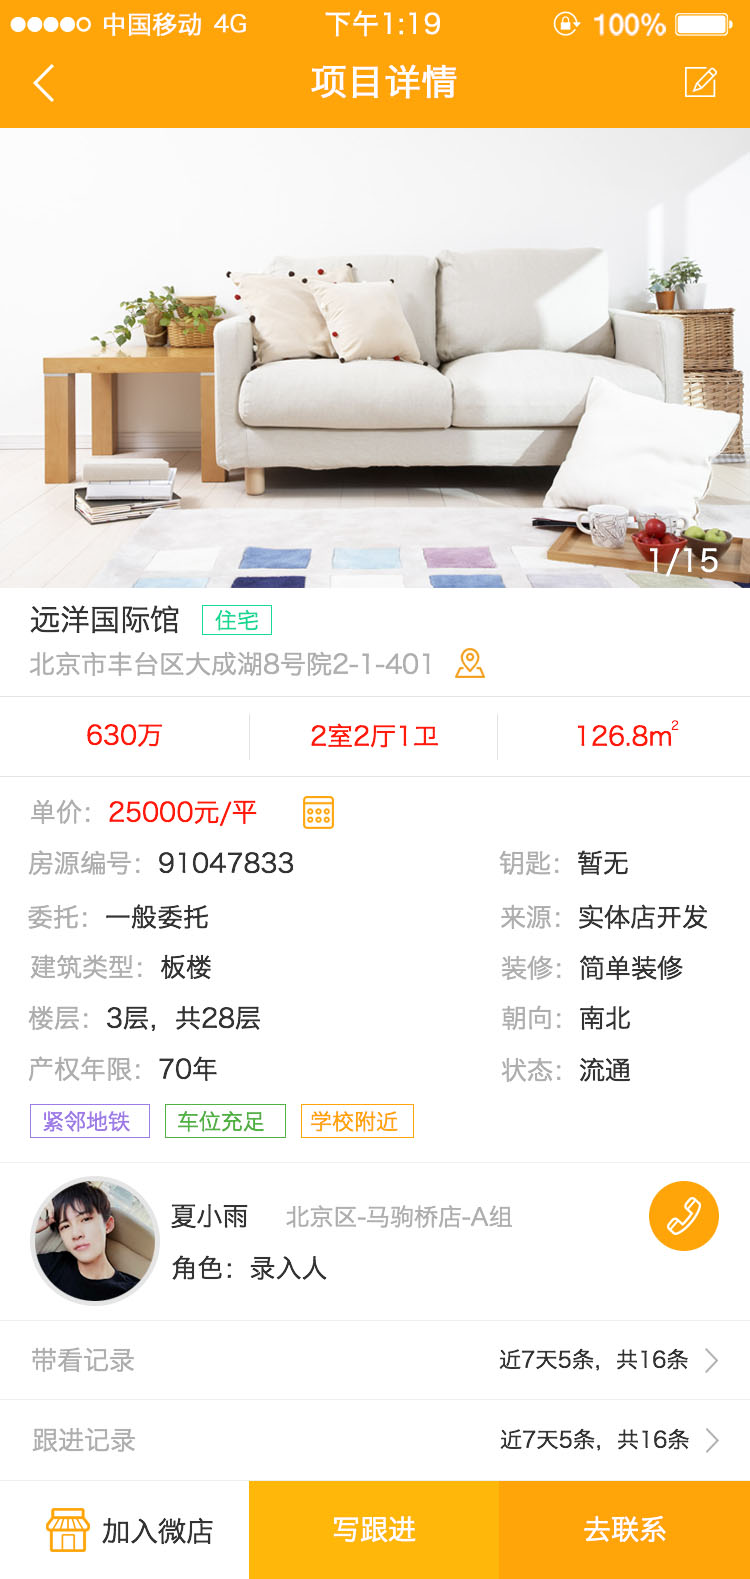 中国移动 4G 下午1:19 100%
项目详情
1/15
远洋国际馆 住宅
北京市丰台区大成湖8号院2-1-401
630万 2室2厅1卫 126.8m²
单价：25000元/平
房源编号：91047833 钥匙：暂无
委托：一般委托 来源：实体店开发
建筑类型：板楼 装修：简单装修
楼层：3层，共28层 朝向：南北
产权年限：70年 状态：流通
紧邻地铁 车位充足 学校附近
夏小雨 北京区-马驹桥店-A组
角色：录入人
带看记录 近7天5条，共16条
跟进记录 近7天5条，共16条
加入微店 写跟进 去联系